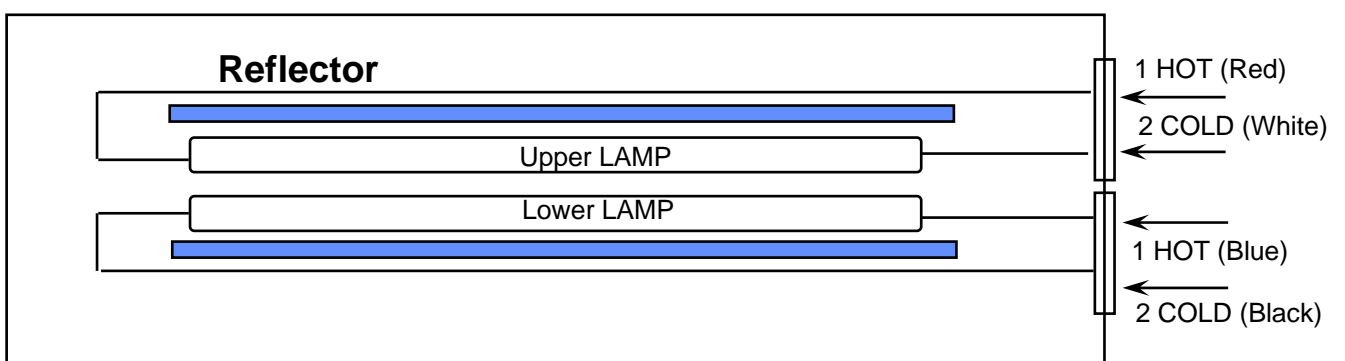 Reflector
1 HOT (Red)
2 COLD (White)
Upper LAMP
Lower LAMP
1 HOT (Blue)
2 COLD (Black)